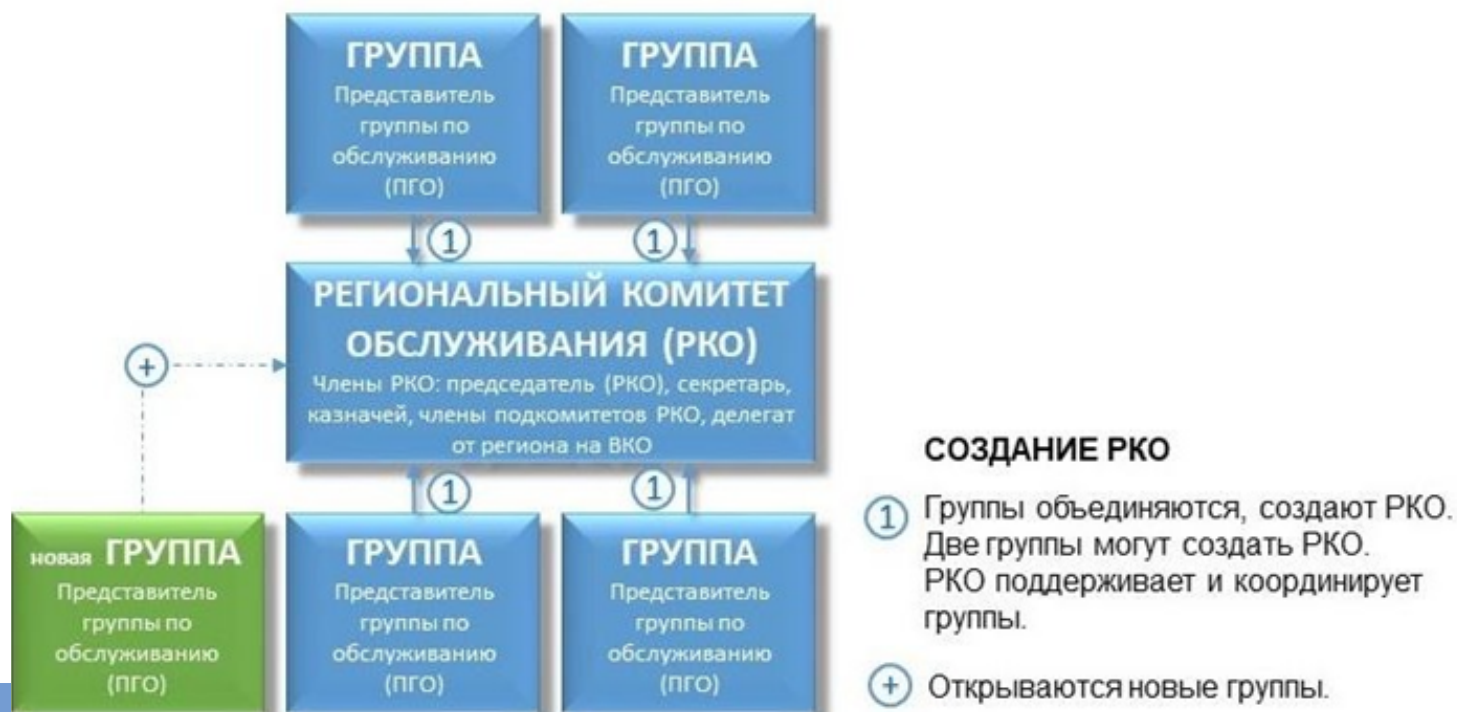 ГРУППА
Представитель
группы по
обслуживанию
(ПГО)
ГРУППА
Представитель
группы по
обслуживанию
(ПГО)
1
1
РЕГИОНАЛЬНЫЙ КОМИТЕТ
ОБСЛУЖИВАНИЯ (РКО)
Члены РКО: председатель (РКО), секретарь,
казначей, члены подкомитетов РКО, делегат
от региона на ВКО
+
1
1
новая ГРУППА
Представитель
группы по
обслуживанию
(ПГО)
ГРУППА
Представитель
группы по
обслуживанию
(ПГО)
ГРУППА
Представитель
группы по
обслуживанию
(ПГО)
СОЗДАНИЕ РКО
1 Группы объединяются, создают РКО.
Две группы могут создать РКО.
РКО поддерживает и координирует
группы.
+ Открываются новые группы.